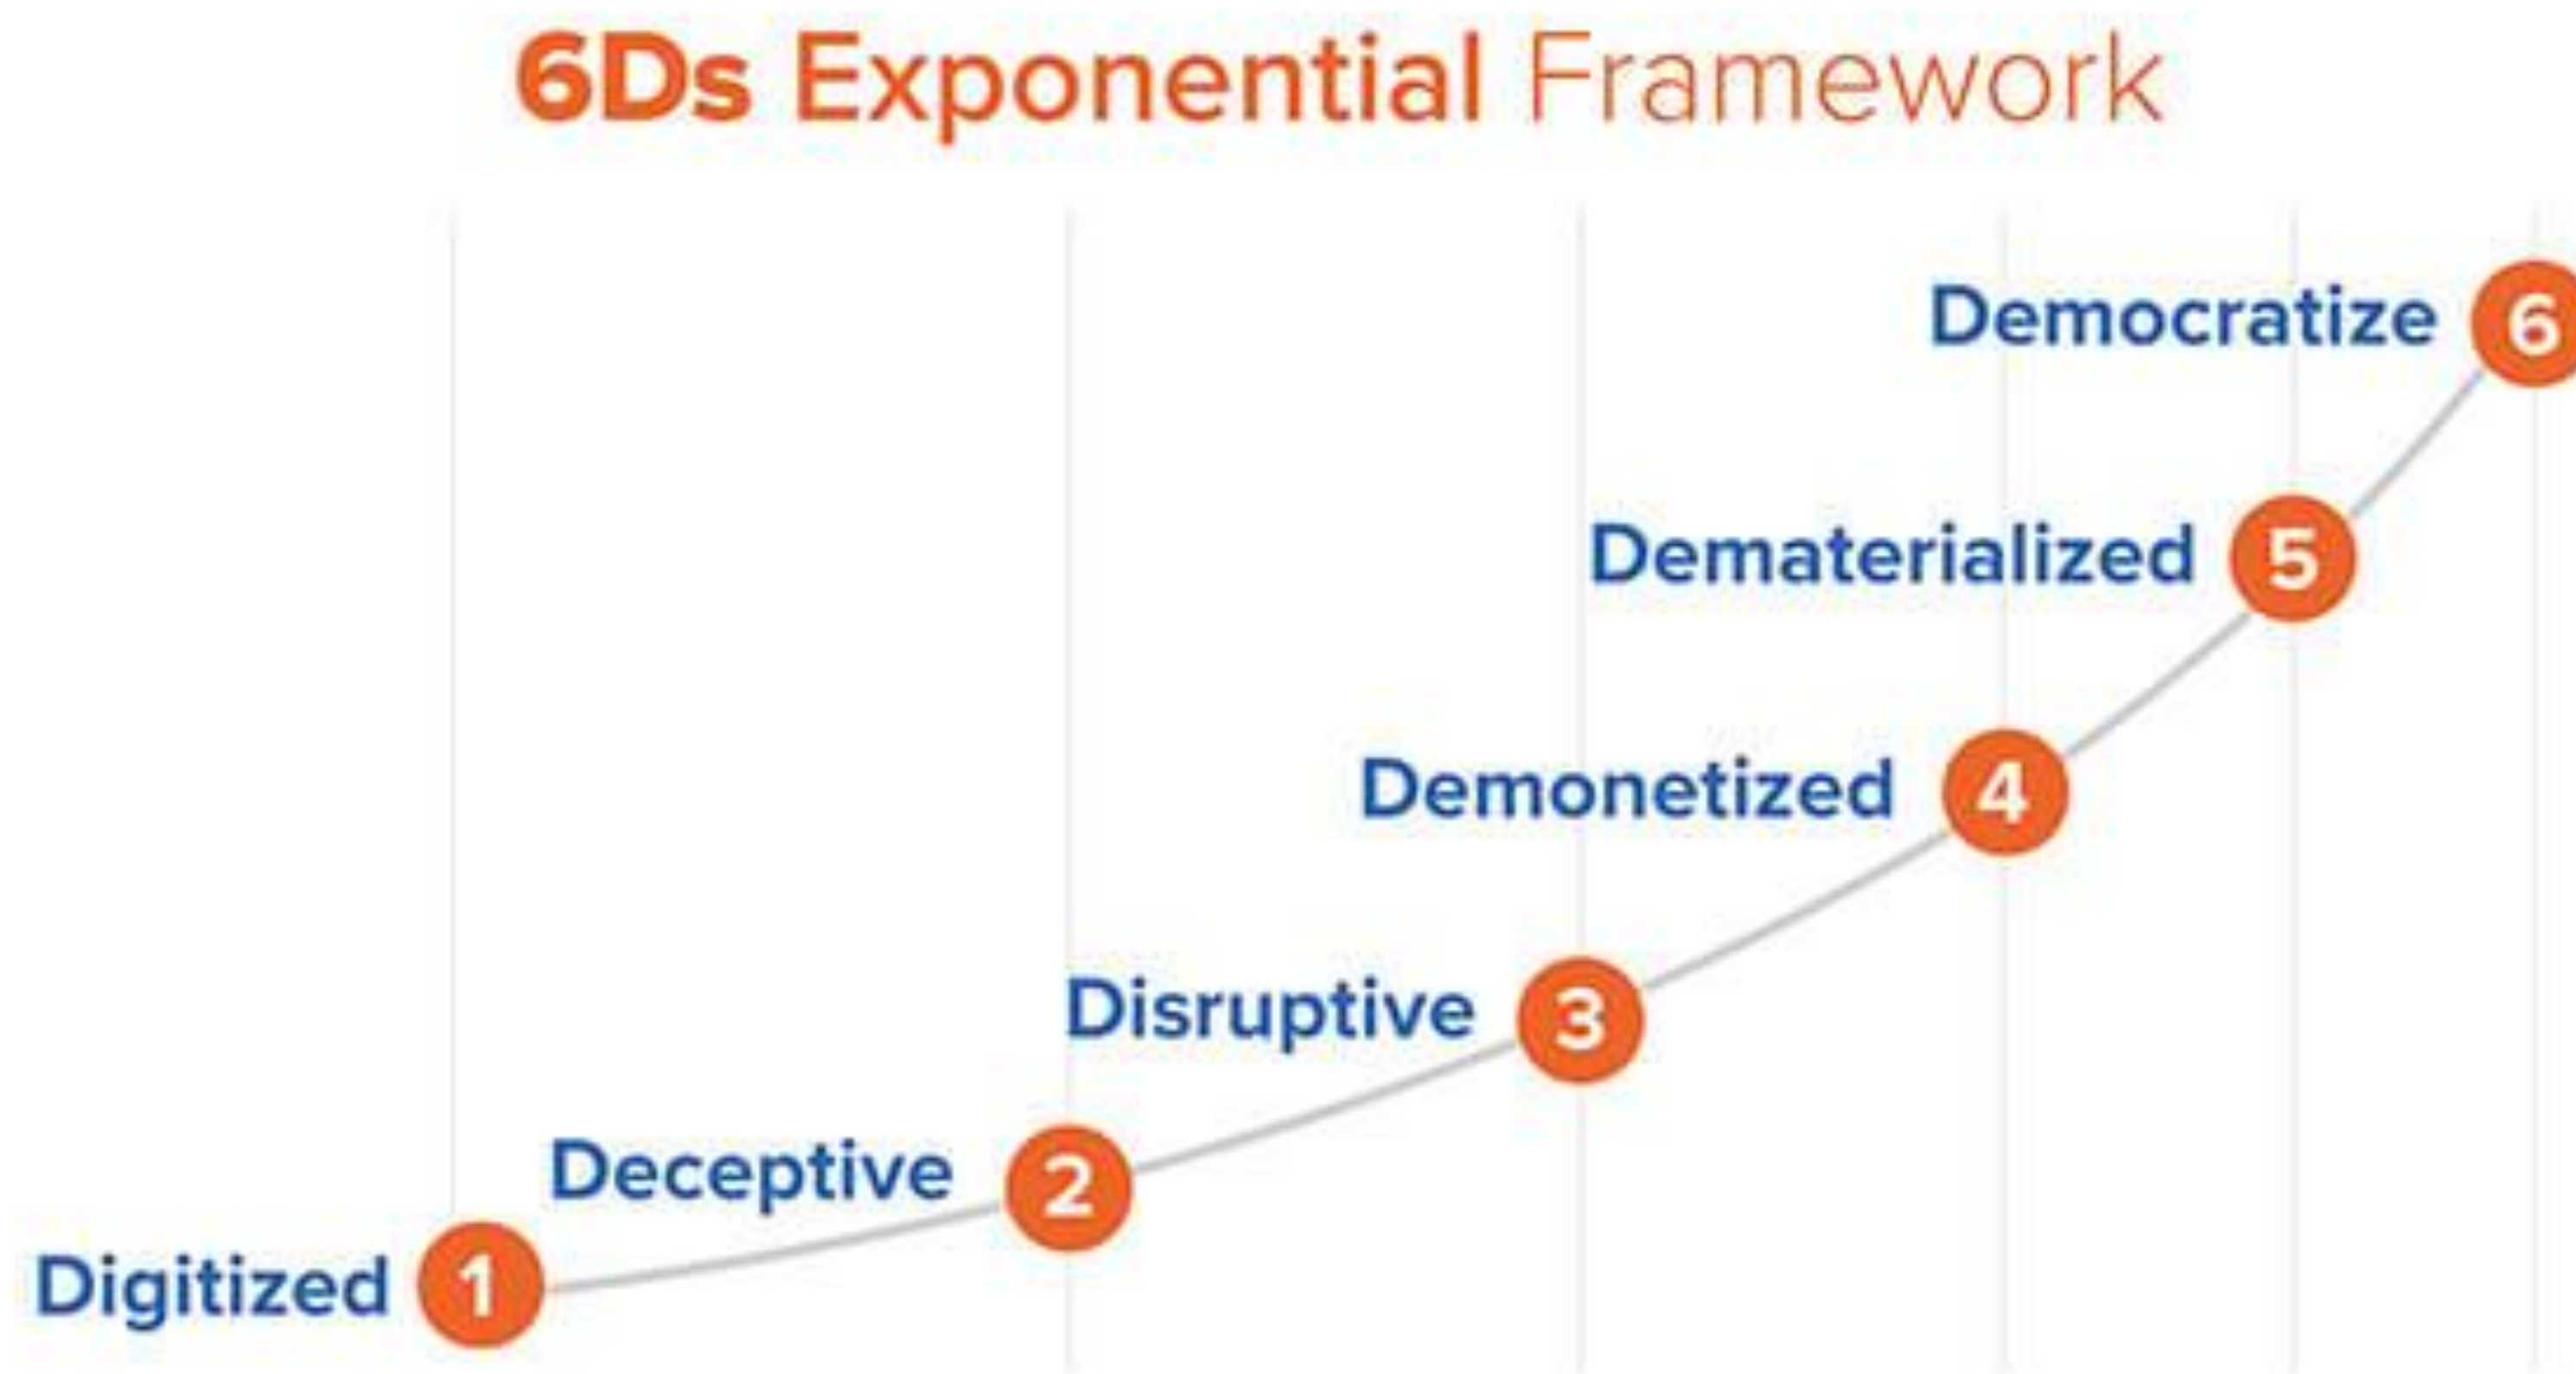 6Ds Exponential Framework
Democratize 6
Dematerialized 5
Demonetized 4
Disruptive 3
Deceptive 2
Digitized 1